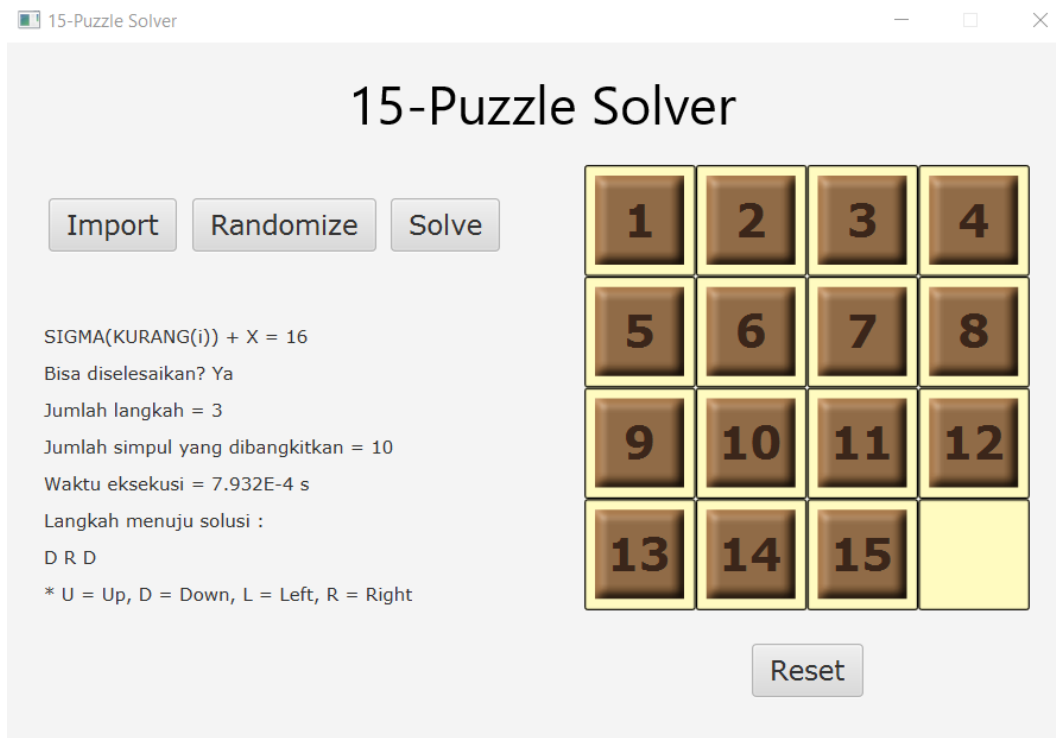 15-Puzzle Solver
15-Puzzle Solver
Import Randomize Solve
SIGMA(KURANG(i)) + X = 16
Bisa diselesaikan? Ya
Jumlah langkah = 3
Jumlah simpul yang dibangkitkan = 10
Waktu eksekusi = 7.932E-4 s
Langkah menuju solusi :
D R D
* U = Up, D = Down, L = Left, R = Right
1 2 3 4
5 6 7 8
9 10 11 12
13 14 15
Reset